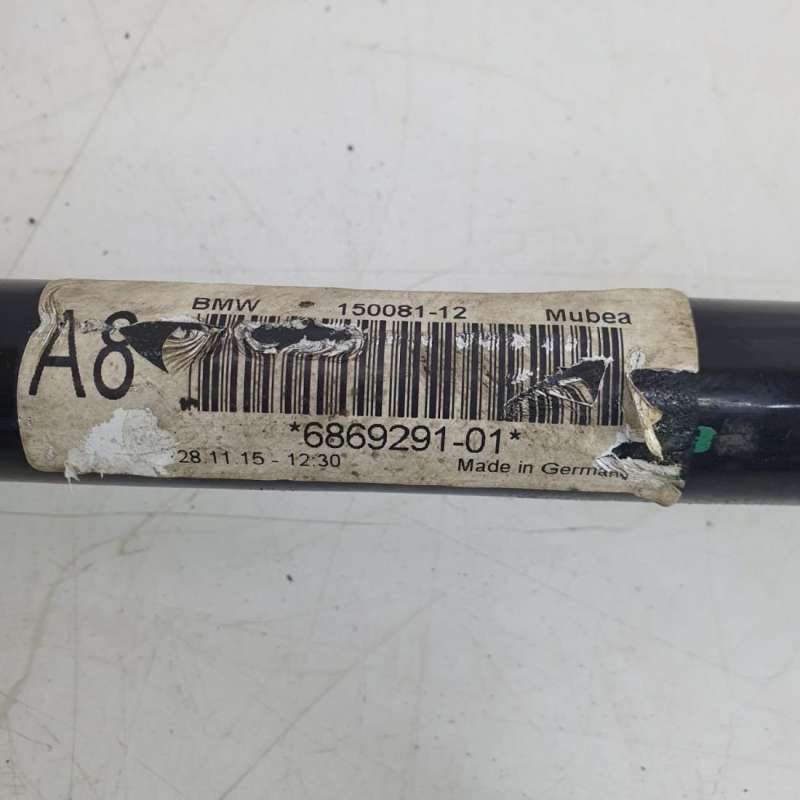 A8
BMW 150081-12 Mubea
*6869291-01*
28.11.15 - 12:30 Made in Germany